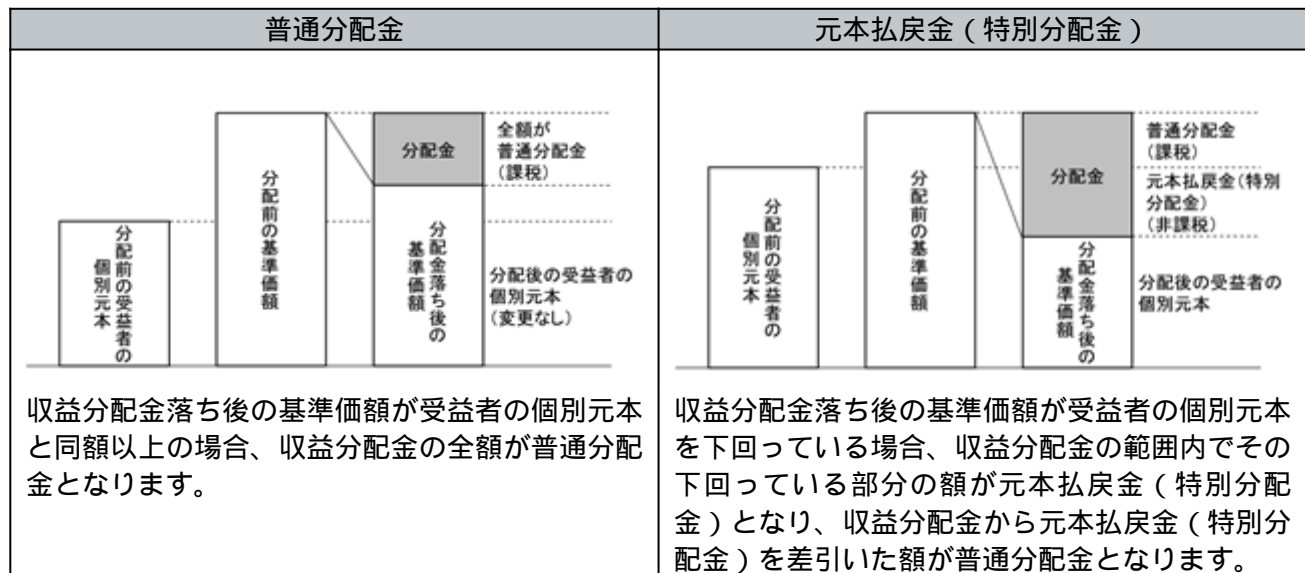 普通分配金
分配前の受益者の
個別元本
分配前の基準価額
分配金
分配金落ち後の
基準価額
全額が
普通分配金
(課税)
分配後の受益者の
個別元本
(変更なし)
収益分配金落ち後の基準価額が受益者の個別元本
と同額以上の場合、収益分配金の全額が普通分配
金となります。
元本払戻金(特別分配金)
分配前の受益者の
個別元本
分配前の基準価額
分配金
分配金落ち後の
基準価額
普通分配金
(課税)
元本払戻金(特別
分配金)
(非課税)
分配後の受益者の
個別元本
収益分配金落ち後の基準価額が受益者の個別元本
を下回っている場合、収益分配金の範囲内でその
下回っている部分の額が元本払戻金(特別分配
金)となり、収益分配金から元本払戻金(特別分
配金)を差引いた額が普通分配金となります。